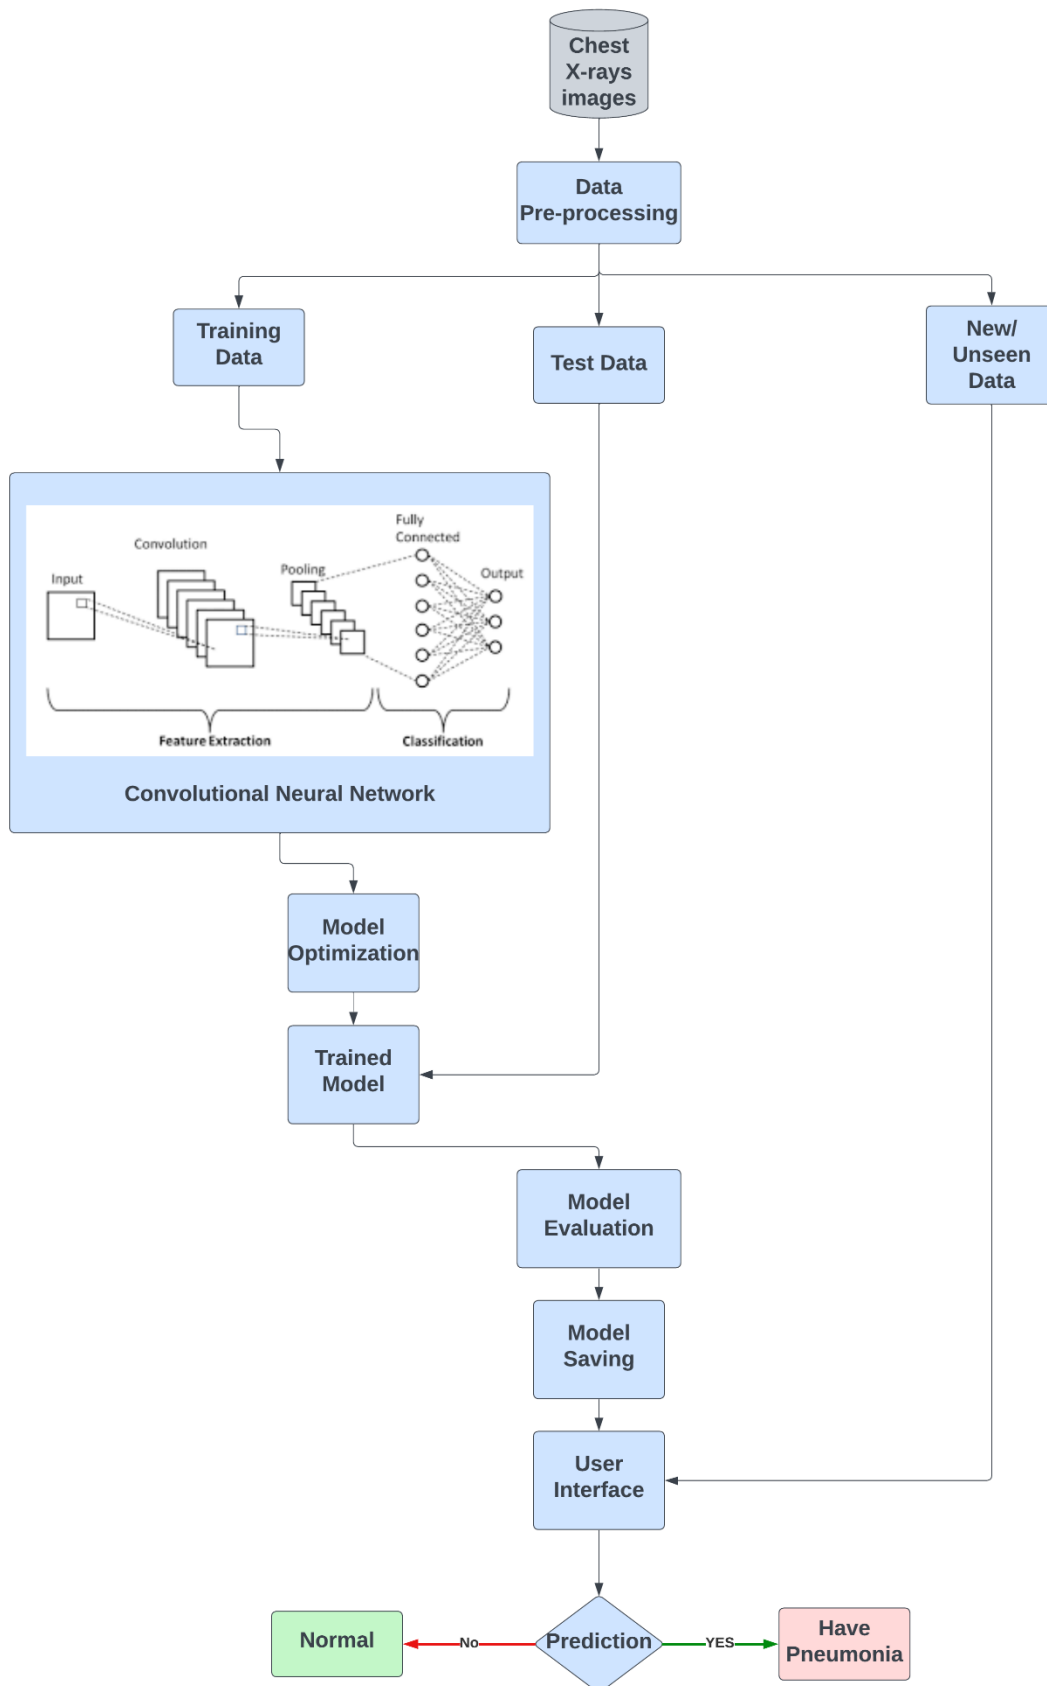 Chest
X-rays
images
Data
Pre-processing
Training
Data
Test Data
New/
Unseen
Data
Input
Convolution
Pooling
Fully
Connected
Output
Feature Extraction
Classification
Convolutional Neural Network
Model
Optimization
Trained
Model
Model
Evaluation
Model
Saving
User
Interface
Prediction
No
YES
Normal
Have
Pneumonia